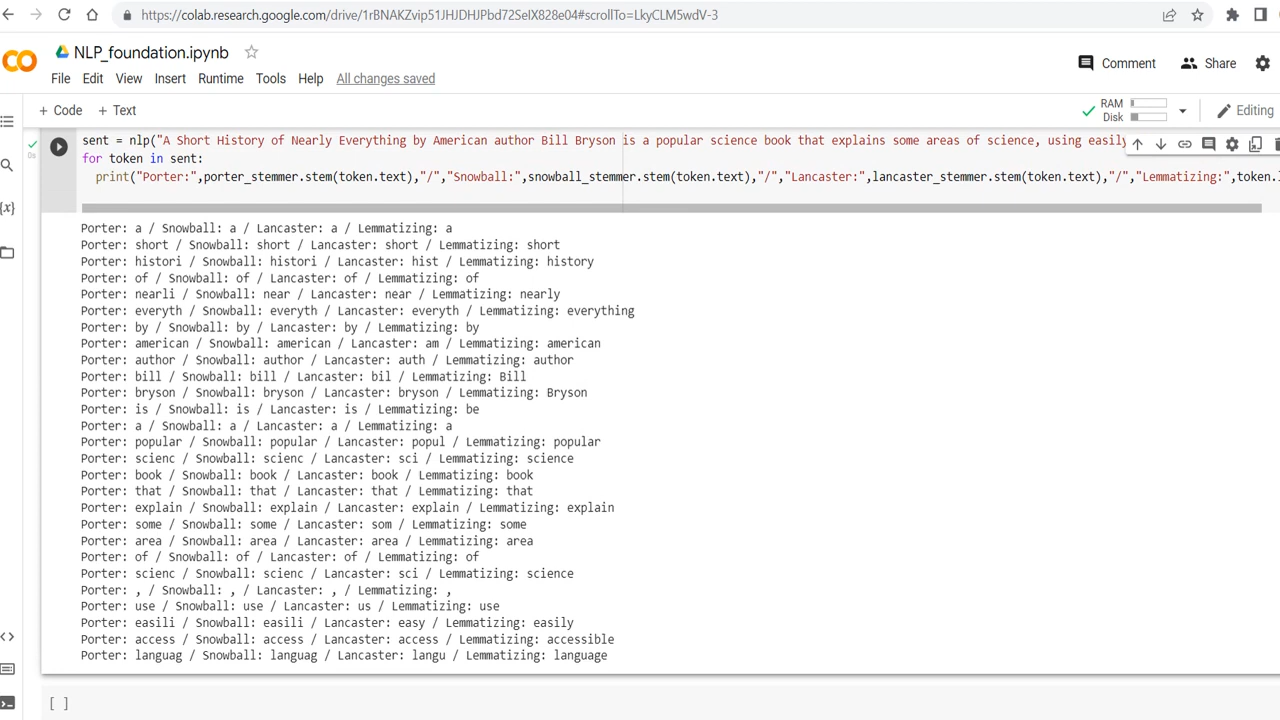 https://colab.research.google.com/drive/1rBNAKZvip51JHJDHJPbd72SeIX828e04#scrollTo=LkyCLM5wdV-3
NLP_foundation.ipynb
File Edit View Insert Runtime Tools Help All changes saved
Comment Share
+ Code + Text
RAM
Disk
Editing
sent = nlp("A Short History of Nearly Everything by American author Bill Bryson is a popular science book that explains some areas of science, using easily
for token in sent:
print("Porter:",porter_stemmer.stem(token.text),"/","Snowball:",snowball_stemmer.stem(token.text),"/","Lancaster:",lancaster_stemmer.stem(token.text),"/","Lemmatizing:",token.l
0s
{x}
Porter: a / Snowball: a / Lancaster: a / Lemmatizing: a
Porter: short / Snowball: short / Lancaster: short / Lemmatizing: short
Porter: histori / Snowball: histori / Lancaster: hist / Lemmatizing: history
Porter: of / Snowball: of / Lancaster: of / Lemmatizing: of
Porter: nearli / Snowball: near / Lancaster: near / Lemmatizing: nearly
Porter: everyth / Snowball: everyth / Lancaster: everyth / Lemmatizing: everything
Porter: by / Snowball: by / Lancaster: by / Lemmatizing: by
Porter: american / Snowball: american / Lancaster: am / Lemmatizing: american
Porter: author / Snowball: author / Lancaster: auth / Lemmatizing: author
Porter: bill / Snowball: bill / Lancaster: bil / Lemmatizing: Bill
Porter: bryson / Snowball: bryson / Lancaster: bryson / Lemmatizing: Bryson
Porter: is / Snowball: is / Lancaster: is / Lemmatizing: be
Porter: a / Snowball: a / Lancaster: a / Lemmatizing: a
Porter: popular / Snowball: popular / Lancaster: popul / Lemmatizing: popular
Porter: scienc / Snowball: scienc / Lancaster: sci / Lemmatizing: science
Porter: book / Snowball: book / Lancaster: book / Lemmatizing: book
Porter: that / Snowball: that / Lancaster: that / Lemmatizing: that
Porter: explain / Snowball: explain / Lancaster: explain / Lemmatizing: explain
Porter: some / Snowball: some / Lancaster: som / Lemmatizing: some
Porter: area / Snowball: area / Lancaster: area / Lemmatizing: area
Porter: of / Snowball: of / Lancaster: of / Lemmatizing: of
Porter: scienc / Snowball: scienc / Lancaster: sci / Lemmatizing: science
Porter: , / Snowball: , / Lancaster: , / Lemmatizing: ,
Porter: use / Snowball: use / Lancaster: us / Lemmatizing: use
Porter: easili / Snowball: easili / Lancaster: easy / Lemmatizing: easily
Porter: access / Snowball: access / Lancaster: access / Lemmatizing: accessible
Porter: languag / Snowball: languag / Lancaster: langu / Lemmatizing: language
[ ]